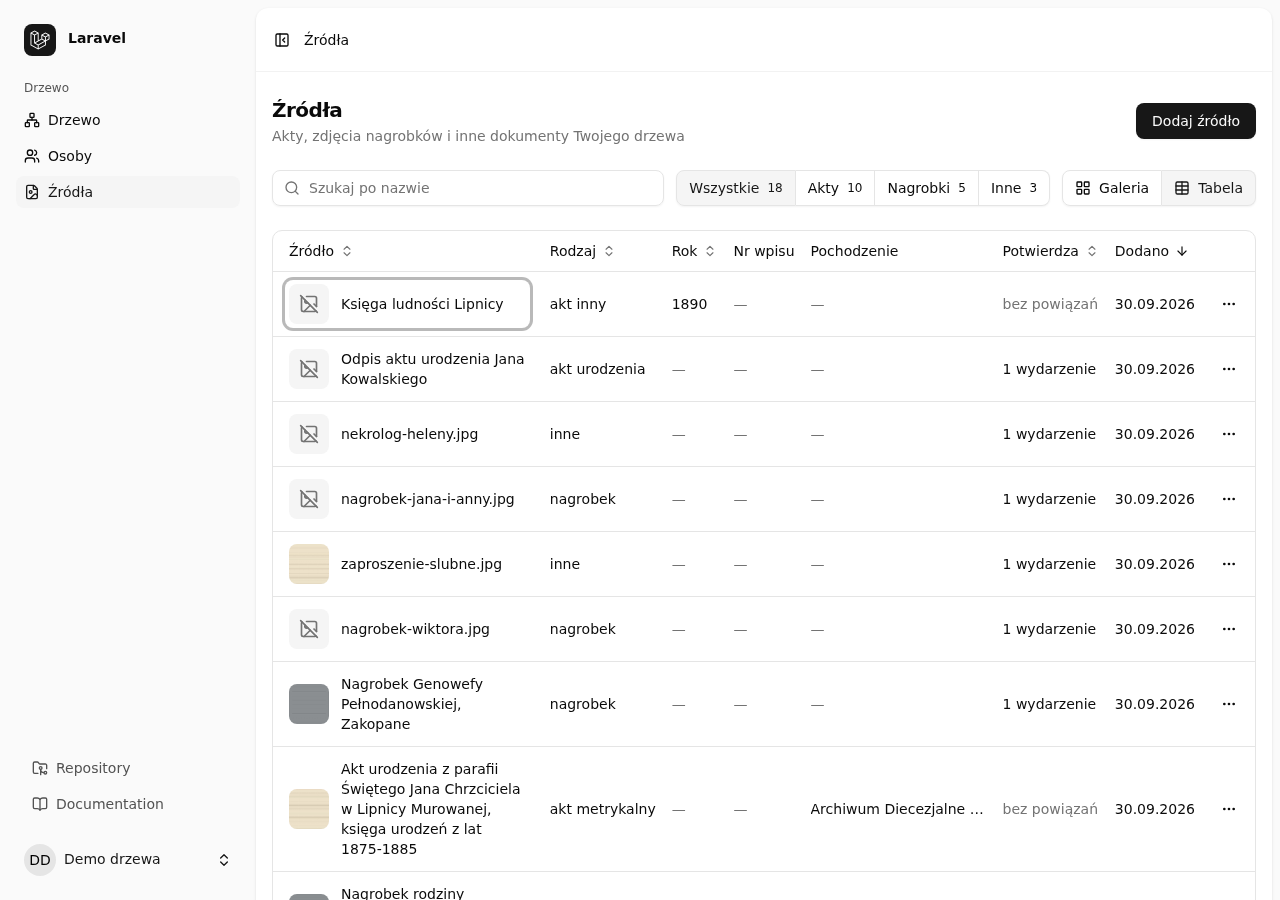 Laravel
Drzewo
Drzewo
Osoby
Źródła
Repository
Documentation
DD Demo drzewa
Źródła
Źródła
Akty, zdjęcia nagrobków i inne dokumenty Twojego drzewa
Dodaj źródło
Szukaj po nazwie
Wszystkie 18 Akty 10 Nagrobki 5 Inne 3
Galeria Tabela
Źródło Rodzaj Rok Nr wpisu Pochodzenie Potwierdza Dodano
Księga ludności Lipnicy akt inny 1890 — — bez powiązań 30.09.2026
Odpis aktu urodzenia Jana
Kowalskiego
akt urodzenia — — — 1 wydarzenie 30.09.2026
nekrolog-heleny.jpg inne — — — 1 wydarzenie 30.09.2026
nagrobek-jana-i-anny.jpg nagrobek — — — 1 wydarzenie 30.09.2026
zaproszenie-slubne.jpg inne — — — 1 wydarzenie 30.09.2026
nagrobek-wiktora.jpg nagrobek — — — 1 wydarzenie 30.09.2026
Nagrobek Genowefy
Pełnodanowskiej,
Zakopane
nagrobek — — — 1 wydarzenie 30.09.2026
Akt urodzenia z parafii
Świętego Jana Chrzciciela
w Lipnicy Murowanej,
księga urodzeń z lat
1875-1885
akt metrykalny — — Archiwum Diecezjalne … bez powiązań 30.09.2026
Nagrobek rodziny